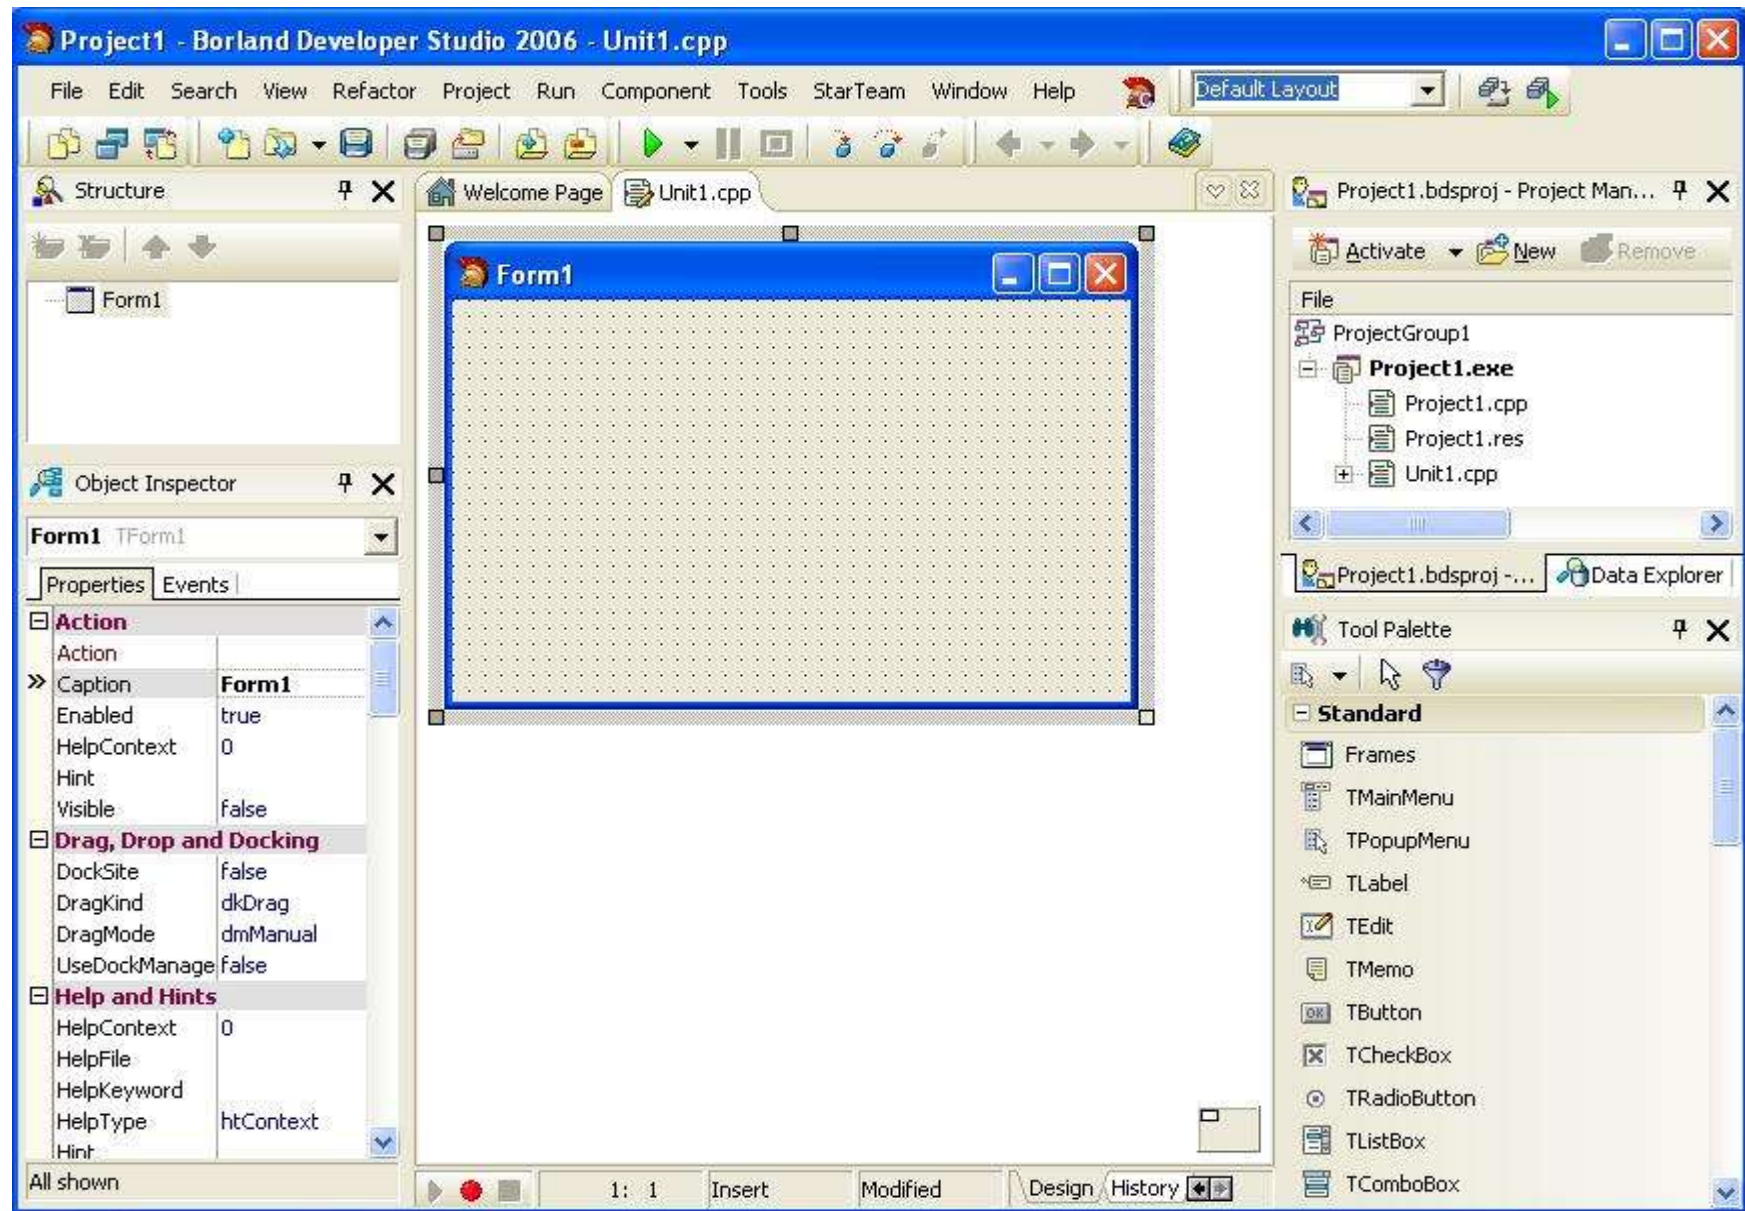 Project1 - Borland Developer Studio 2006 - Unit1.cpp
File Edit Search View Refactor Project Run Component Tools StarTeam Window Help Default Layout
Structure
Form1
Object Inspector
Form1 TForm1
Properties Events
Action
Action
Caption Form1
Enabled true
HelpContext 0
Hint
Visible false
Drag, Drop and Docking
DockSite false
DragKind dkDrag
DragMode dmManual
UseDockManage false
Help and Hints
HelpContext 0
HelpFile
HelpKeyword
HelpType htContext
Hint
All shown
Welcome Page Unit1.cpp
Form1
1: 1 Insert Modified Design History
Project1.bdsproj - Project Man...
Activate New Remove
File
ProjectGroup1
Project1.exe
Project1.cpp
Project1.res
Unit1.cpp
Project1.bdsproj -... Data Explorer
Tool Palette
Standard
Frames
TMainMenu
TPopupMenu
TLabel
TEdit
TMemo
OK TButton
TCheckBox
TRadioButton
TListBox
TComboBox